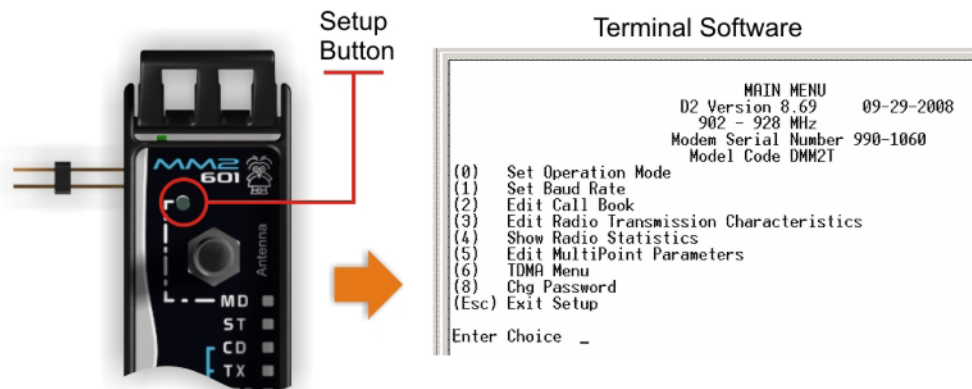 Setup
Button
Terminal Software
MM2
601
Antenna
MD
ST
CD
TX
MAIN MENU
D2 Version 8.69 09-29-2008
902 - 928 MHz
Modem Serial Number 990-1060
Model Code DMM2T
(0) Set Operation Mode
(1) Set Baud Rate
(2) Edit Call Book
(3) Edit Radio Transmission Characteristics
(4) Show Radio Statistics
(5) Edit MultiPoint Parameters
(6) TDMA Menu
(8) Chg Password
(Esc) Exit Setup
Enter Choice _